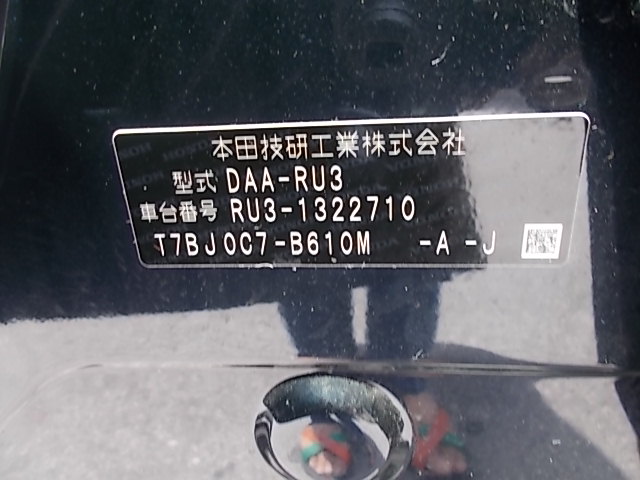 本田技研工業株式会社
型式 DAA-RU3
車台番号 RU3-1322710
T7BJ0C7-B610M -A -J